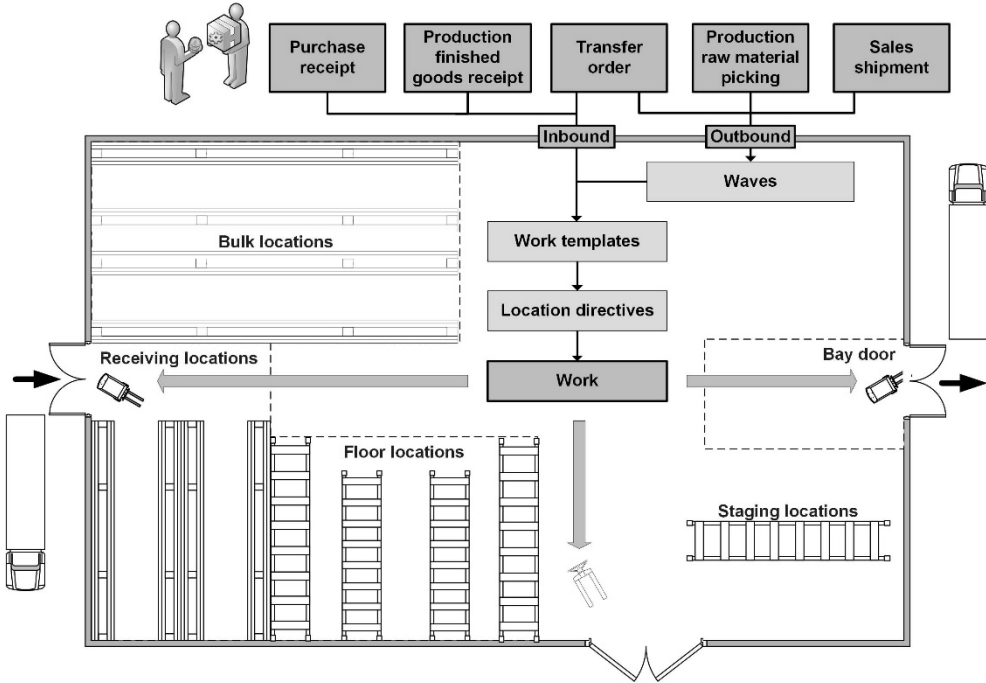 Purchase
receipt
Production
finished
goods receipt
Transfer
order
Production
raw material
picking
Sales
shipment
Inbound
Outbound
Waves
Work templates
Bulk locations
Location directives
Receiving locations
Bay door
Work
Floor locations
Staging locations